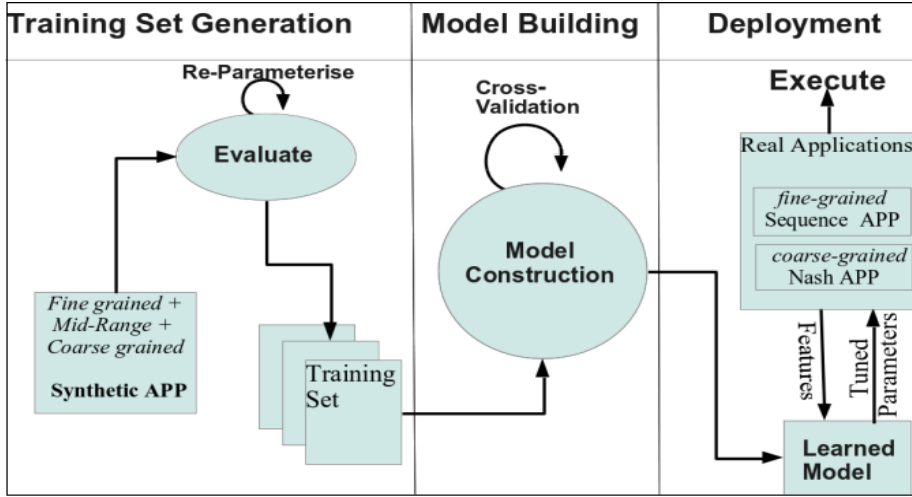 Training Set Generation
Model Building
Deployment
Re-Parameterise
Evaluate
Fine grained +
Mid-Range +
Coarse grained
Synthetic APP
Training
Set
Cross-
Validation
Model
Construction
Execute
Real Applications
fine-grained
Sequence APP
coarse-grained
Nash APP
Features
Tuned
Parameters
Learned
Model